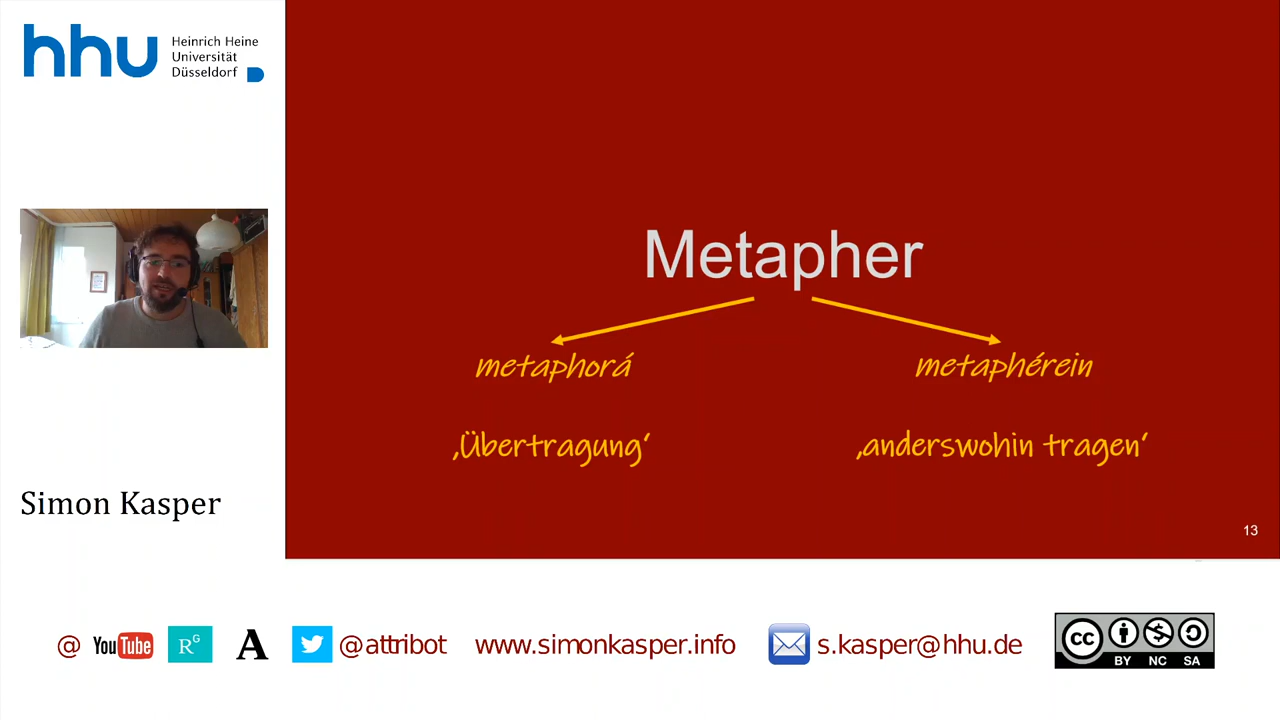 hhu Heinrich Heine
Universität
Düsseldorf
Metapher
metaphorá
metaphérein
‚Übertragung‘
‚anderswohin tragen‘
Simon Kasper
13
@ YouTube RG A @attribot www.simonkasper.info s.kasper@hhu.de cc
BY NC SA